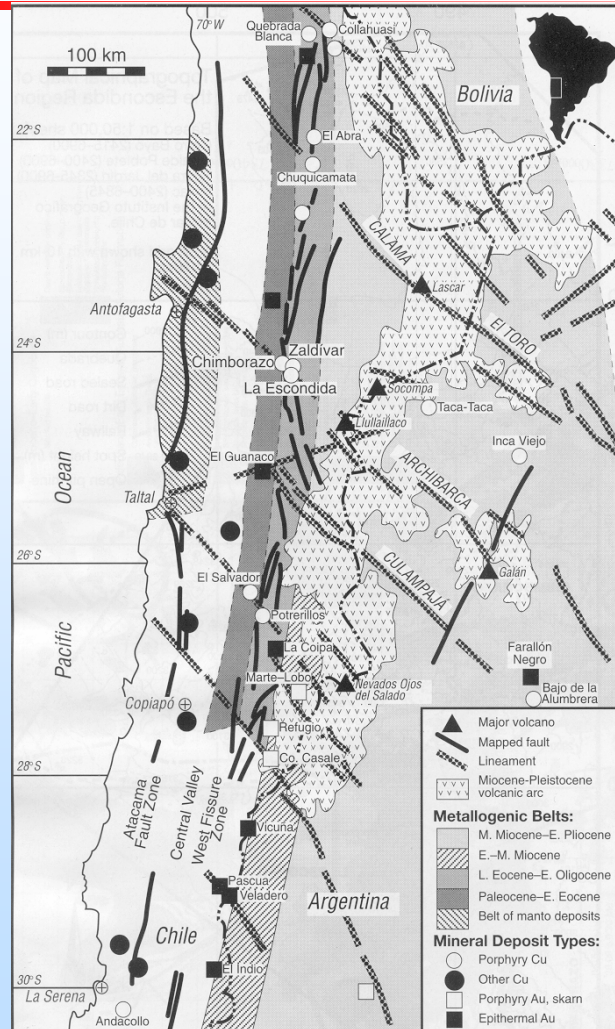 70°W
100 km
Quebrada
Blanca
Collahuasi
Bolivia
22°S
El Abra
Chuquicamata
CALAMA
Lascar
Antofagasta
EL TORO
24°S
Zaldívar
Chimborazo
La Escondida
Socompa
Taca-Taca
Llullaillaco
Inca Viejo
El Guanaco
Ocean
ARCHIBARCA
Taltal
26°S
Galán
El Salvador
CULAMPAJA
Potrerillos
Pacific
La Coipa
Farallón
Negro
Marte-Lobo
Nevados Ojos
del Salado
Bajo de la
Alumbrera
Copiapó
Refugio
Co. Casale
28°S
Atacama
Fault Zone
Central Valley
West Fissure
Zone
Vicuna
Pascua
Veladero
Argentina
Chile
El Indio
30°S
La Serena
Andacollo
Major volcano
Mapped fault
Lineament
Miocene-Pleistocene
volcanic arc
Metallogenic Belts:
M. Miocene–E. Pliocene
E.–M. Miocene
L. Eocene–E. Oligocene
Paleocene–E. Eocene
Belt of manto deposits
Mineral Deposit Types:
Porphyry Cu
Other Cu
Porphyry Au, skarn
Epithermal Au